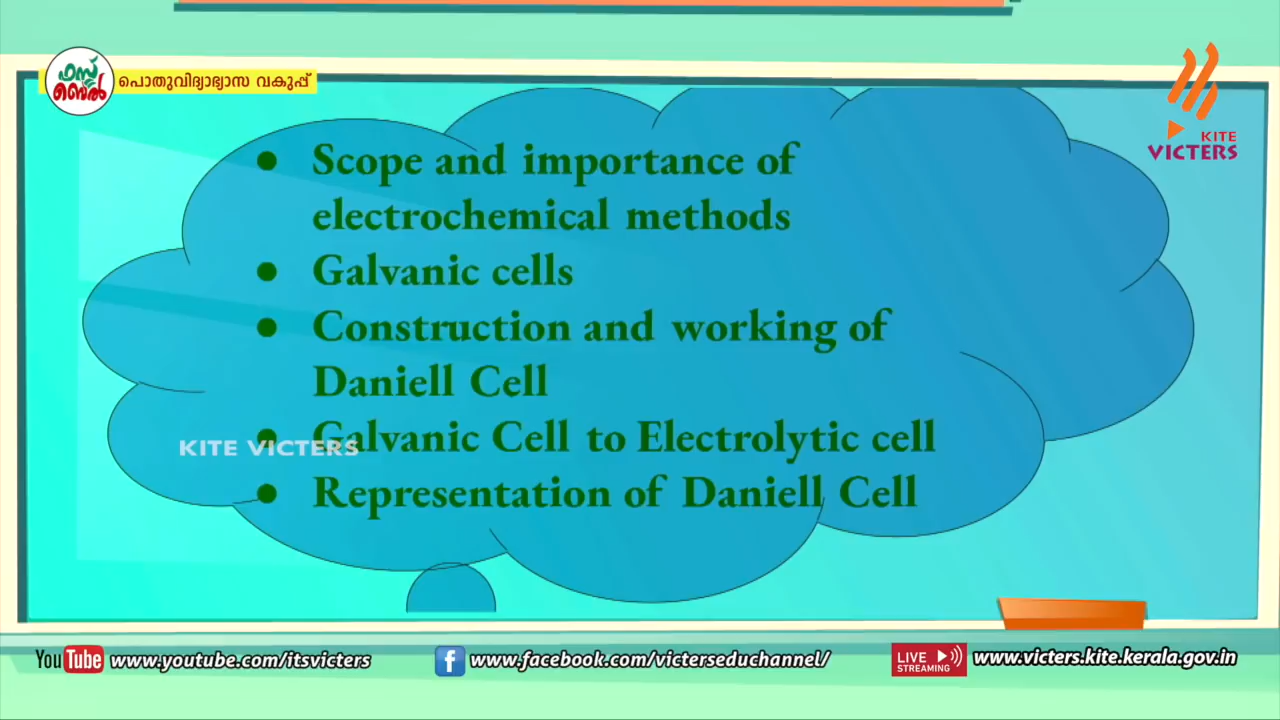 ഫസ്റ്റ്
ബെൽ
പൊതുവിദ്യാഭ്യാസ വകുപ്പ്
KITE
VICTERS
• Scope and importance of
electrochemical methods
• Galvanic cells
• Construction and working of
Daniell Cell
• Galvanic Cell to Electrolytic cell
KITE VICTERS
• Representation of Daniell Cell
YouTube www.youtube.com/itsvicters
f www.facebook.com/victerseduchannel/
LIVE
STREAMING
www.victers.kite.kerala.gov.in